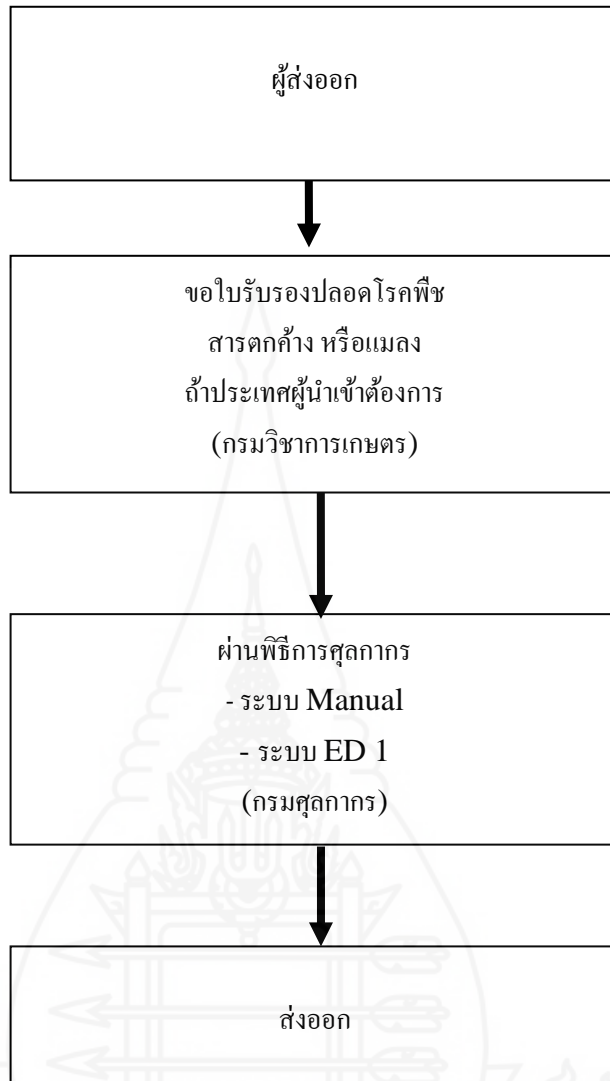 ผู้ส่งออก
ขอใบรับรองปลอดโรคพืช
สารตกค้าง หรือแมลง
ถ้าประเทศผู้นำเข้าต้องการ
(กรมวิชาการเกษตร)
ผ่านพิธีการศุลกากร
- ระบบ Manual
- ระบบ ED 1
(กรมศุลกากร)
ส่งออก